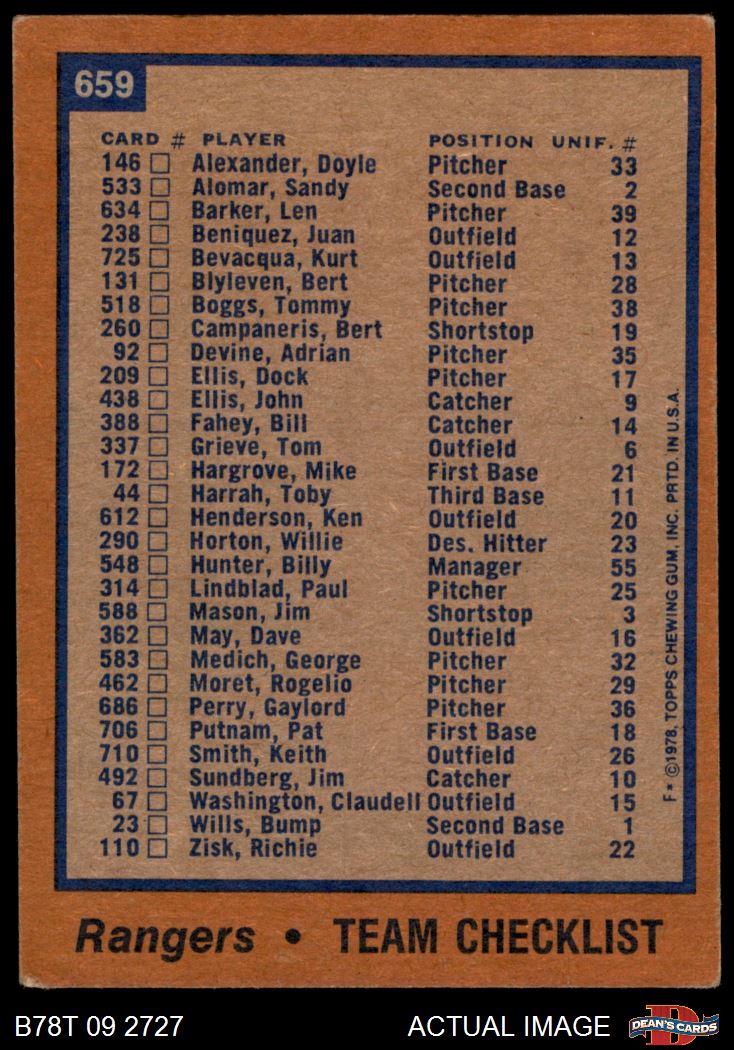 659
CARD # PLAYER POSITION UNIF. #
146 Alexander, Doyle Pitcher 33
533 Alomar, Sandy Second Base 2
634 Barker, Len Pitcher 39
238 Beniquez, Juan Outfield 12
725 Bevacqua, Kurt Outfield 13
131 Blyleven, Bert Pitcher 28
518 Boggs, Tommy Pitcher 38
260 Campaneris, Bert Shortstop 19
92 Devine, Adrian Pitcher 35
209 Ellis, Dock Pitcher 17
438 Ellis, John Catcher 9
388 Fahey, Bill Catcher 14
337 Grieve, Tom Outfield 6
172 Hargrove, Mike First Base 21
44 Harrah, Toby Third Base 11
612 Henderson, Ken Outfield 20
290 Horton, Willie Des. Hitter 23
548 Hunter, Billy Manager 55
314 Lindblad, Paul Pitcher 25
588 Mason, Jim Shortstop 3
362 May, Dave Outfield 16
583 Medich, George Pitcher 32
462 Moret, Rogelio Pitcher 29
686 Perry, Gaylord Pitcher 36
706 Putnam, Pat First Base 18
710 Smith, Keith Outfield 26
492 Sundberg, Jim Catcher 10
67 Washington, Claudell Outfield 15
23 Wills, Bump Second Base 1
110 Zisk, Richie Outfield 22
F* ©1978, TOPPS CHEWING GUM, INC. PRTD. IN U.S.A.
Rangers • TEAM CHECKLIST
B78T 09 2727 ACTUAL IMAGE D DEAN'S CARDS